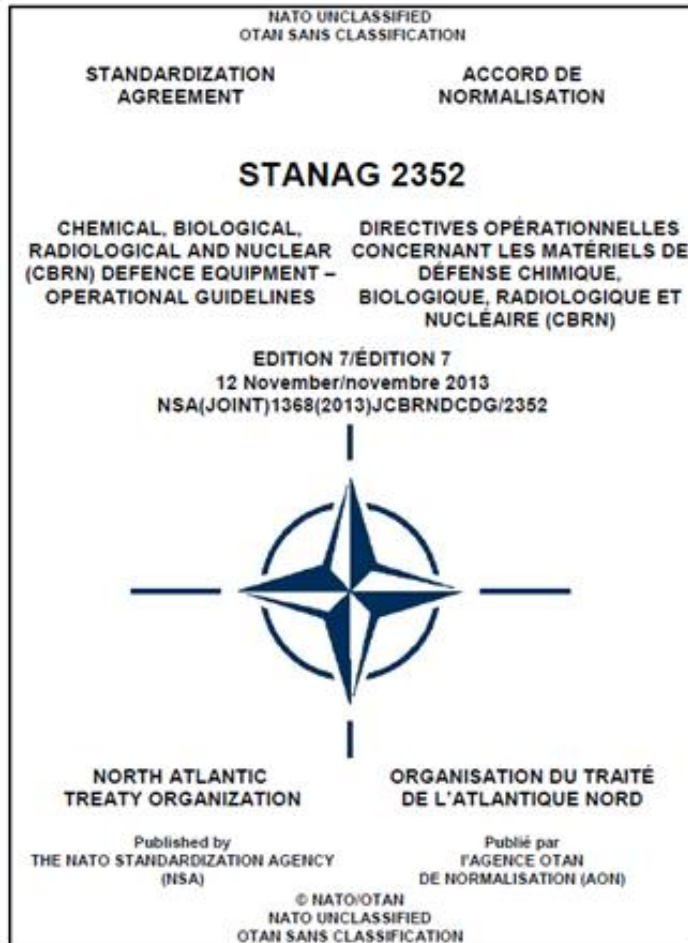 NATO UNCLASSIFIED
OTAN SANS CLASSIFICATION
STANDARDIZATION
AGREEMENT
ACCORD DE
NORMALISATION
STANAG 2352
CHEMICAL, BIOLOGICAL,
RADIOLOGICAL AND NUCLEAR
(CBRN) DEFENCE EQUIPMENT –
OPERATIONAL GUIDELINES
DIRECTIVES OPÉRATIONNELLES
CONCERNANT LES MATÉRIELS DE
DÉFENSE CHIMIQUE,
BIOLOGIQUE, RADIOLOGIQUE ET
NUCLÉAIRE (CBRN)
EDITION 7/ÉDITION 7
12 November/novembre 2013
NSA(JOINT)1368(2013)JCBRNDCDG/2352
NORTH ATLANTIC
TREATY ORGANIZATION
ORGANISATION DU TRAITÉ
DE L'ATLANTIQUE NORD
Published by
THE NATO STANDARDIZATION AGENCY
(NSA)
Publié par
l'AGENCE OTAN
DE NORMALISATION (AON)
© NATO/OTAN
NATO UNCLASSIFIED
OTAN SANS CLASSIFICATION